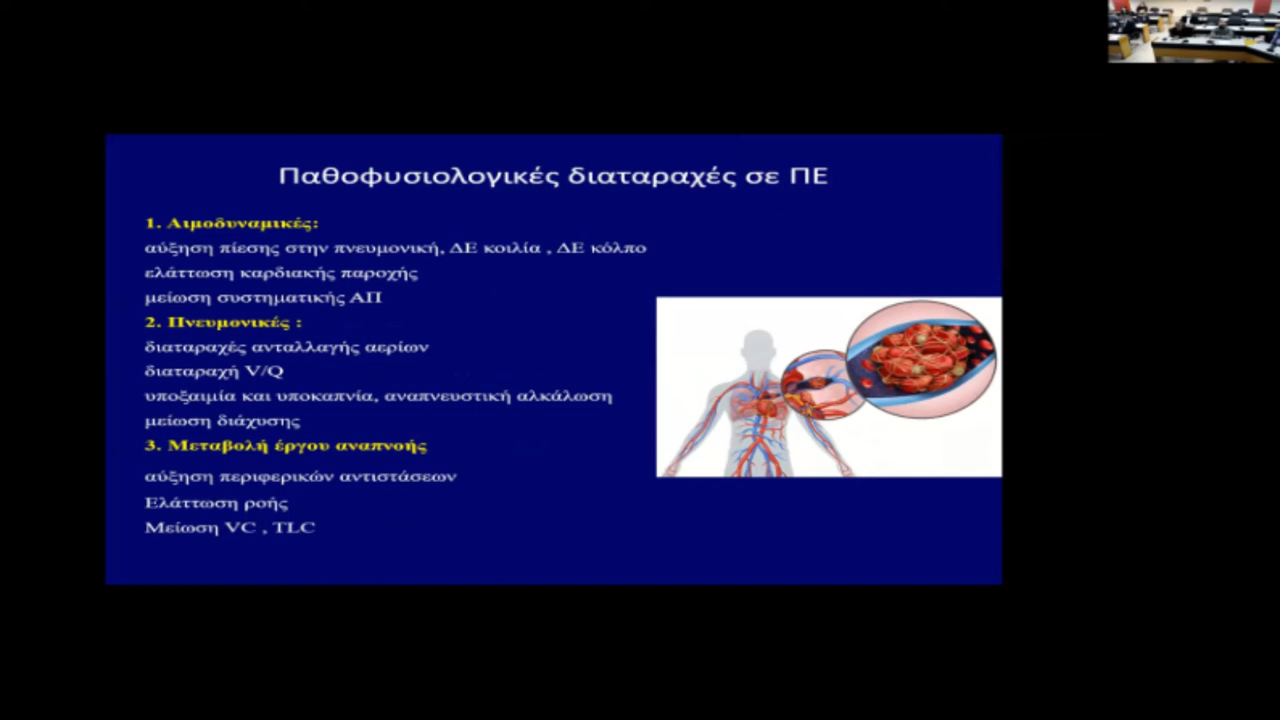 Παθοφυσιολογικές διαταραχές σε ΠΕ
1. Αιμοδυναμικές:
αύξηση πίεσης στην πνευμονική, ΔΕ κοιλία , ΔΕ κόλπο
ελάττωση καρδιακής παροχής
μείωση συστηματικής ΑΠ
2. Πνευμονικές :
διαταραχές ανταλλαγής αερίων
διαταραχή V/Q
υποξαιμία και υποκαπνία, αναπνευστική αλκάλωση
μείωση διάχυσης
3. Μεταβολή έργου αναπνοής
αύξηση περιφερικών αντιστάσεων
Ελάττωση ροής
Μείωση VC , TLC